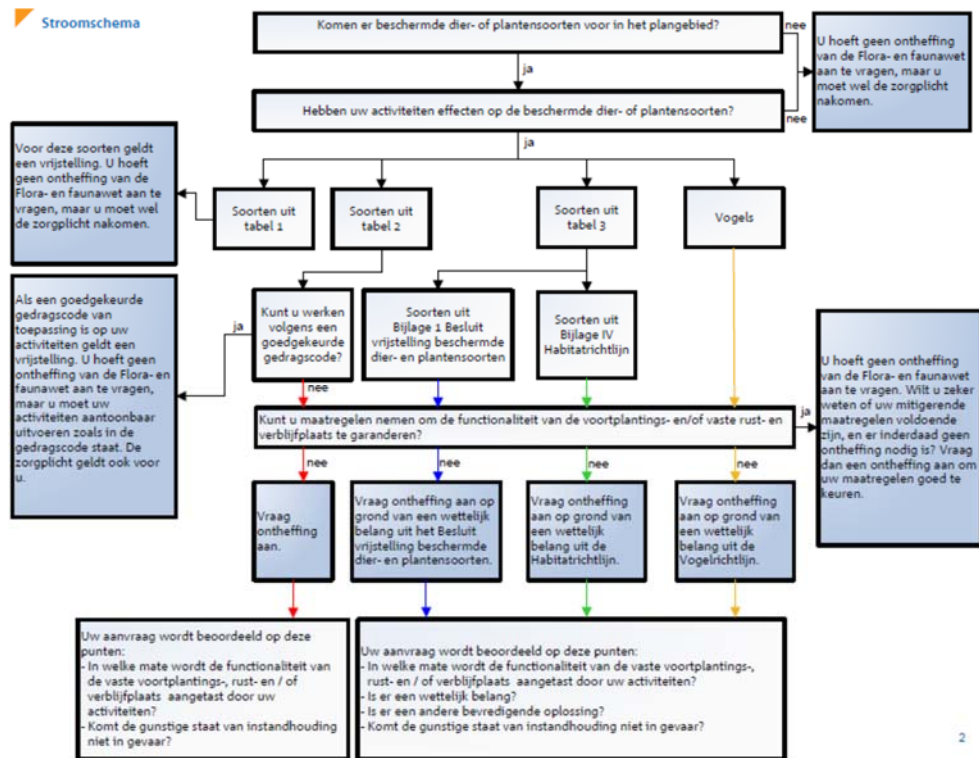 Stroomschema
Komen er beschermde dier- of plantensoorten voor in het plangebied?
nee
U hoeft geen ontheffing
van de Flora- en faunawet
aan te vragen, maar u
moet wel de zorgplicht
nakomen.
ja
Hebben uw activiteiten effecten op de beschermde dier- of plantensoorten?
nee
ja
Voor deze soorten geldt
een vrijstelling. U hoeft
geen ontheffing van de
Flora- en faunawet aan te
vragen, maar u moet wel
de zorgplicht nakomen.
Soorten uit
tabel 1
Soorten uit
tabel 2
Soorten uit
tabel 3
Vogels
Als een goedgekeurde
gedragscode van
toepassing is op uw
activiteiten geldt een
vrijstelling. U hoeft geen
ontheffing van de Flora- en
faunawet aan te vragen,
maar u moet uw
activiteiten aantoonbaar
uitvoeren zoals in de
gedragscode staat. De
zorgplicht geldt ook voor
u.
ja
Kunt u werken
volgens een
goedgekeurde
gedragscode?
Soorten uit
Bijlage 1 Besluit
vrijstelling beschermde
dier- en plantensoorten
Soorten uit
Bijlage IV
Habitatrichtlijn
nee
Kunt u maatregelen nemen om de functionaliteit van de voortplantings- en/of vaste rust- en
verblijfplaats te garanderen?
ja
U hoeft geen ontheffing
van de Flora- en faunawet
aan te vragen. Wilt u zeker
weten of uw mitigerende
maatregelen voldoende
zijn, en er inderdaad geen
ontheffing nodig is? Vraag
dan een ontheffing aan om
uw maatregelen goed te
keuren.
nee
nee
nee
nee
Vraag
ontheffing
aan.
Vraag ontheffing aan op
grond van een wettelijk
belang uit het Besluit
vrijstelling beschermde
dier- en plantensoorten.
Vraag ontheffing
aan op grond van
een wettelijk
belang uit de
Habitatrichtlijn.
Vraag ontheffing
aan op grond van
een wettelijk
belang uit de
Vogelrichtlijn.
Uw aanvraag wordt beoordeeld op deze
punten:
- In welke mate wordt de functionaliteit van
de vaste voortplantings-, rust- en / of
verblijfplaats aangetast door uw
activiteiten?
- Komt de gunstige staat van instandhouding
niet in gevaar?
Uw aanvraag wordt beoordeeld op deze punten:
- In welke mate wordt de functionaliteit van de vaste voortplantings-,
rust- en / of verblijfplaats aangetast door uw activiteiten?
- Is er een wettelijk belang?
- Is er een andere bevredigende oplossing?
- Komt de gunstige staat van instandhouding niet in gevaar?
2